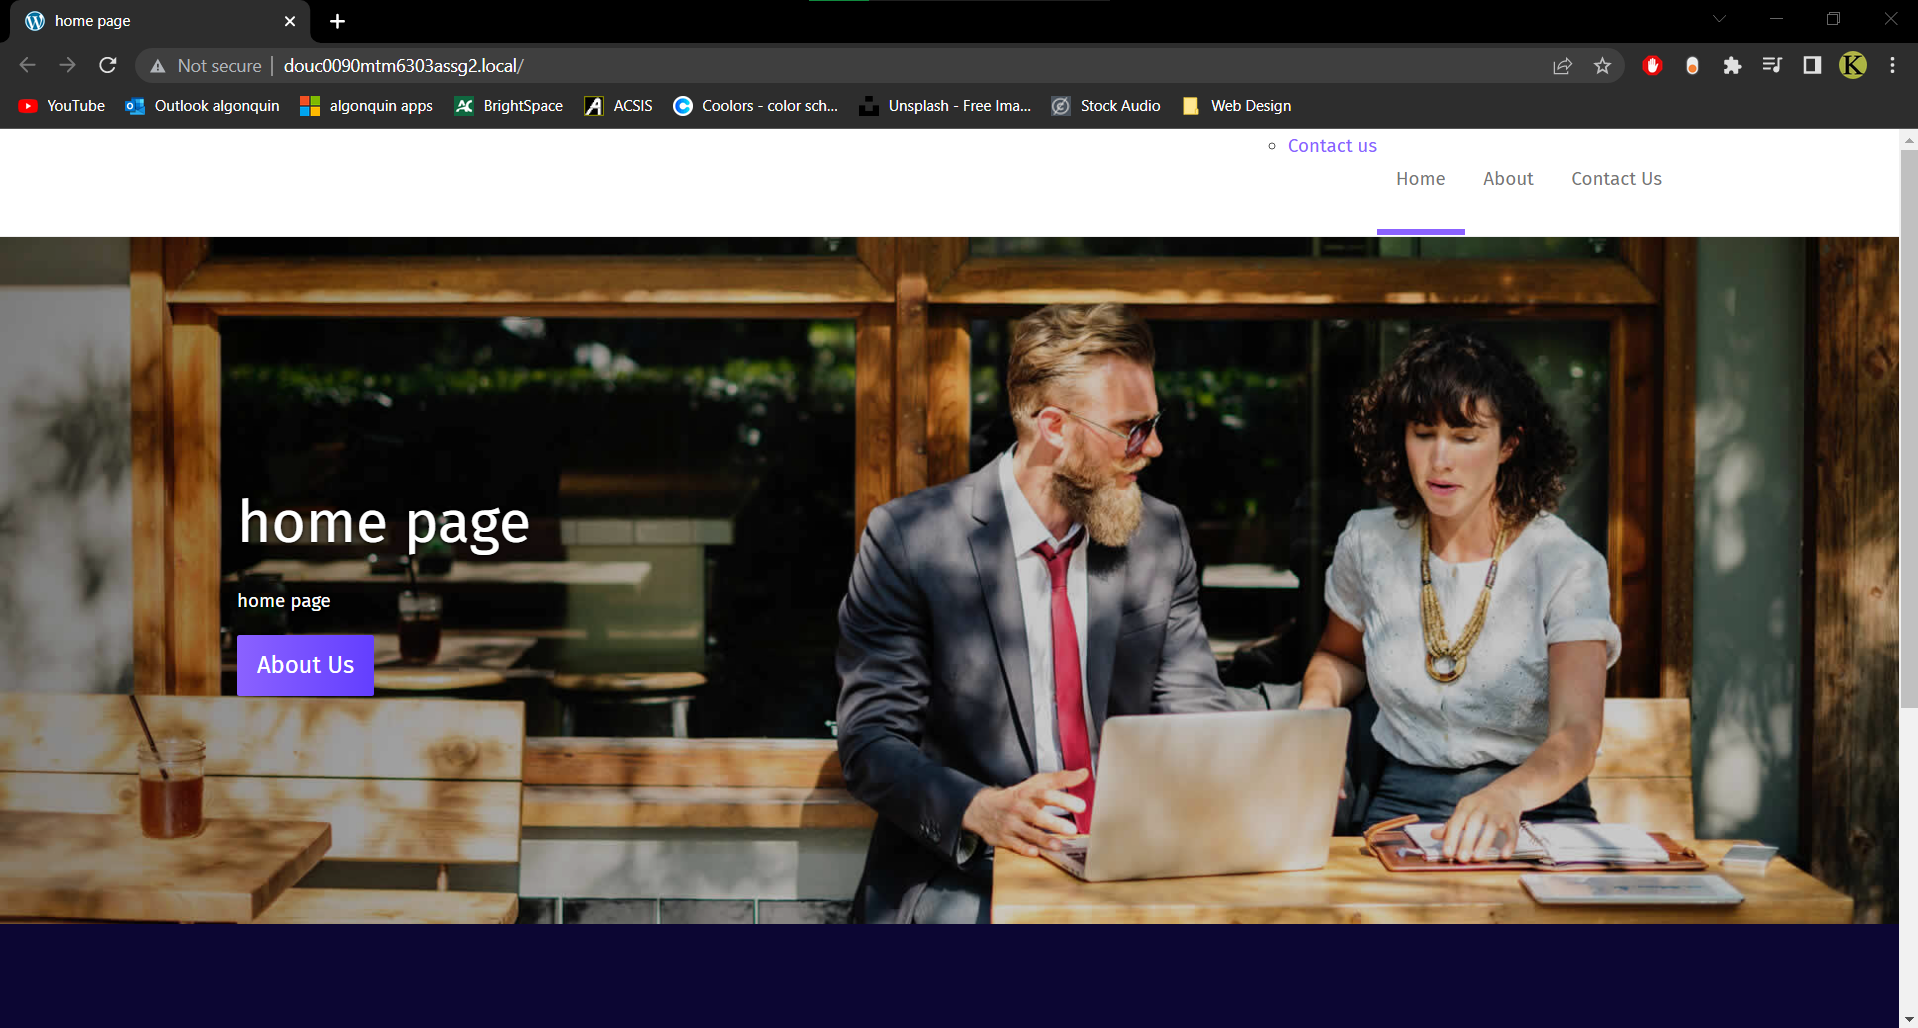 home page
Not secure douc0090mtm6303assg2.local/
K
YouTube Outlook algonquin algonquin apps BrightSpace ACSIS Coolors - color sch... Unsplash - Free Ima... Stock Audio Web Design
Contact us
Home About Contact Us
home page
home page
About Us